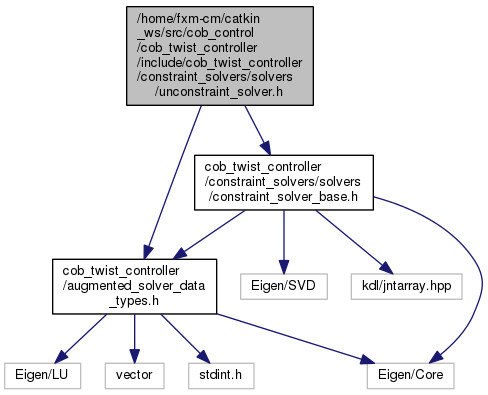 /home/fxm-cm/catkin
_ws/src/cob_control
/cob_twist_controller
/include/cob_twist_controller
/constraint_solvers/solvers
/unconstraint_solver.h
cob_twist_controller
/constraint_solvers/solvers
/constraint_solver_base.h
cob_twist_controller
/augmented_solver_data
_types.h
Eigen/SVD
kdl/jntarray.hpp
Eigen/LU
vector
stdint.h
Eigen/Core